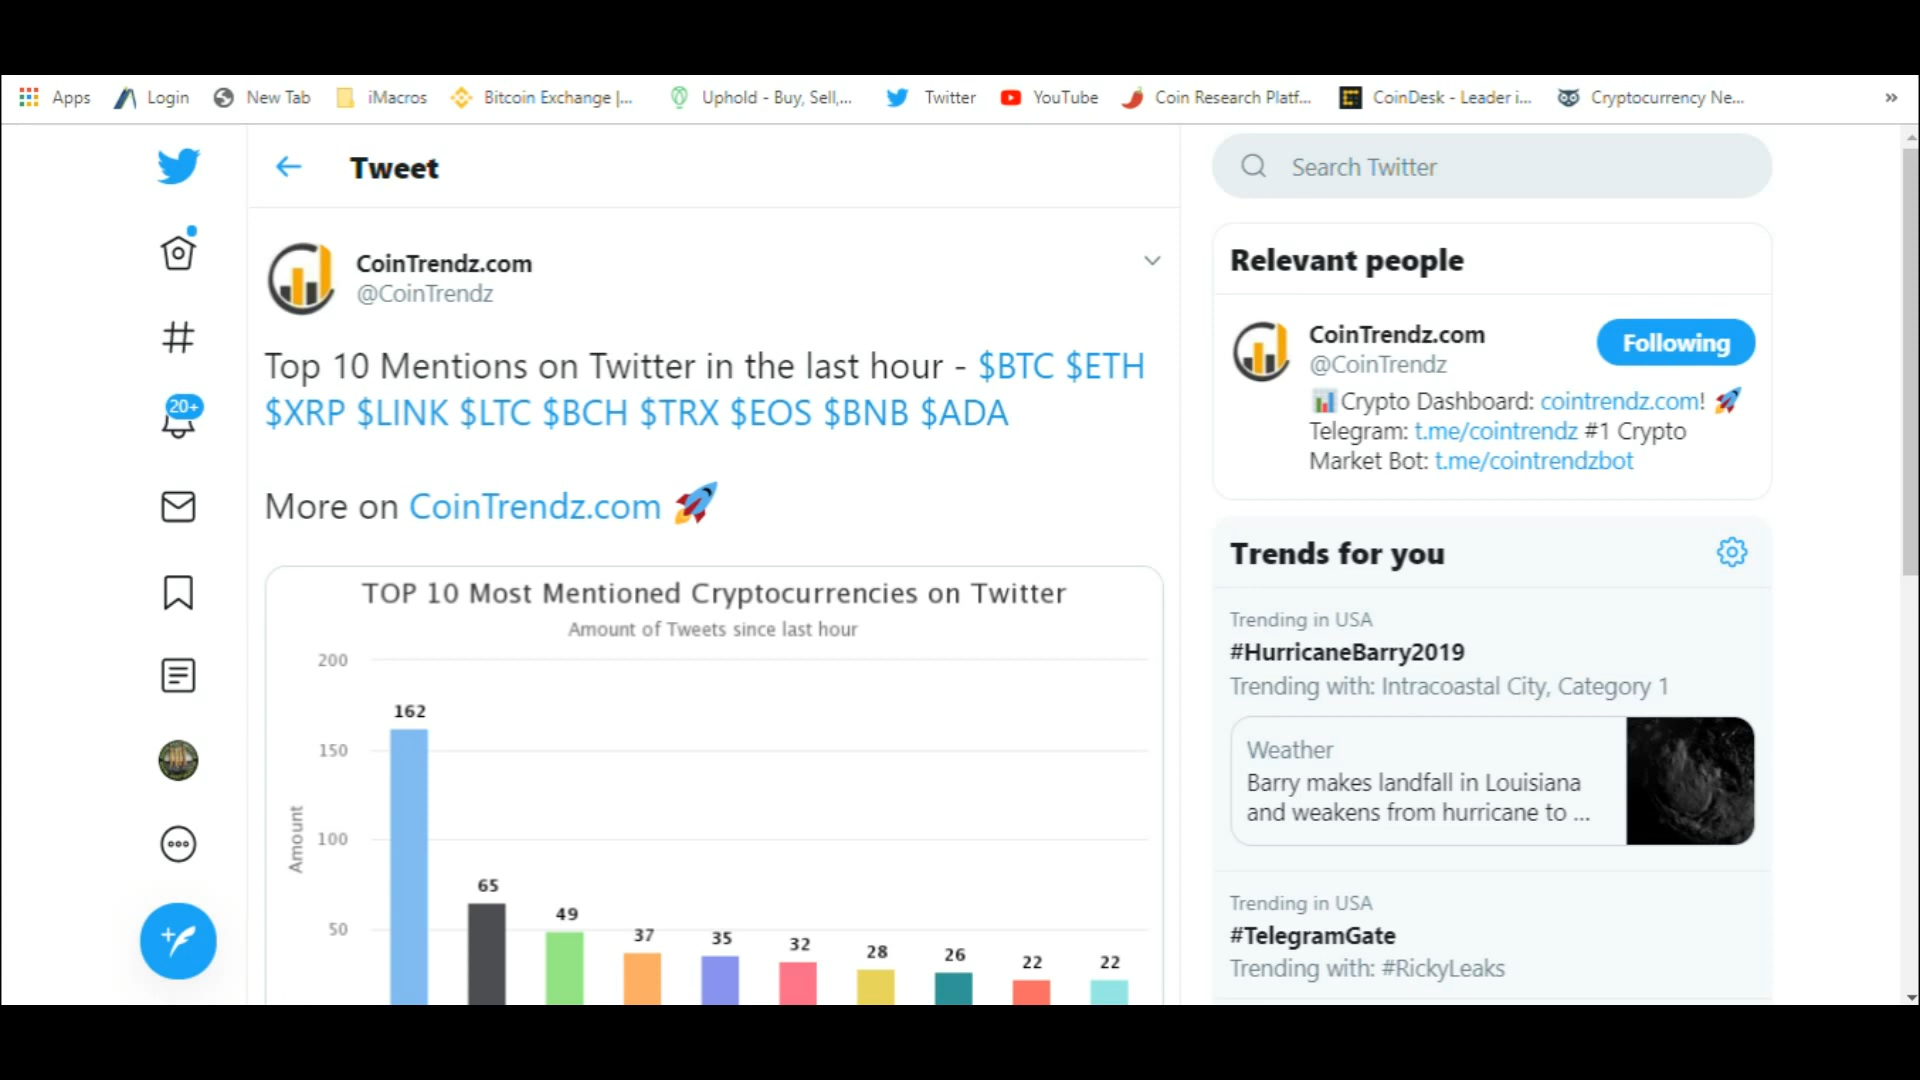 Apps Login New Tab iMacros Bitcoin Exchange |... Uphold - Buy, Sell,... Twitter YouTube Coin Research Platf... CoinDesk - Leader i... Cryptocurrency Ne... »
Tweet
CoinTrendz.com
@CoinTrendz
Top 10 Mentions on Twitter in the last hour - $BTC $ETH
$XRP $LINK $LTC $BCH $TRX $EOS $BNB $ADA
More on CoinTrendz.com
TOP 10 Most Mentioned Cryptocurrencies on Twitter
Amount of Tweets since last hour
200
150
100
50
Amount
162
65
49
37
35
32
28
26
22
22
20+
Search Twitter
Relevant people
CoinTrendz.com
@CoinTrendz
Following
Crypto Dashboard: cointrendz.com!
Telegram: t.me/cointrendz #1 Crypto
Market Bot: t.me/cointrendzbot
Trends for you
Trending in USA
#HurricaneBarry2019
Trending with: Intracoastal City, Category 1
Weather
Barry makes landfall in Louisiana
and weakens from hurricane to ...
Trending in USA
#TelegramGate
Trending with: #RickyLeaks